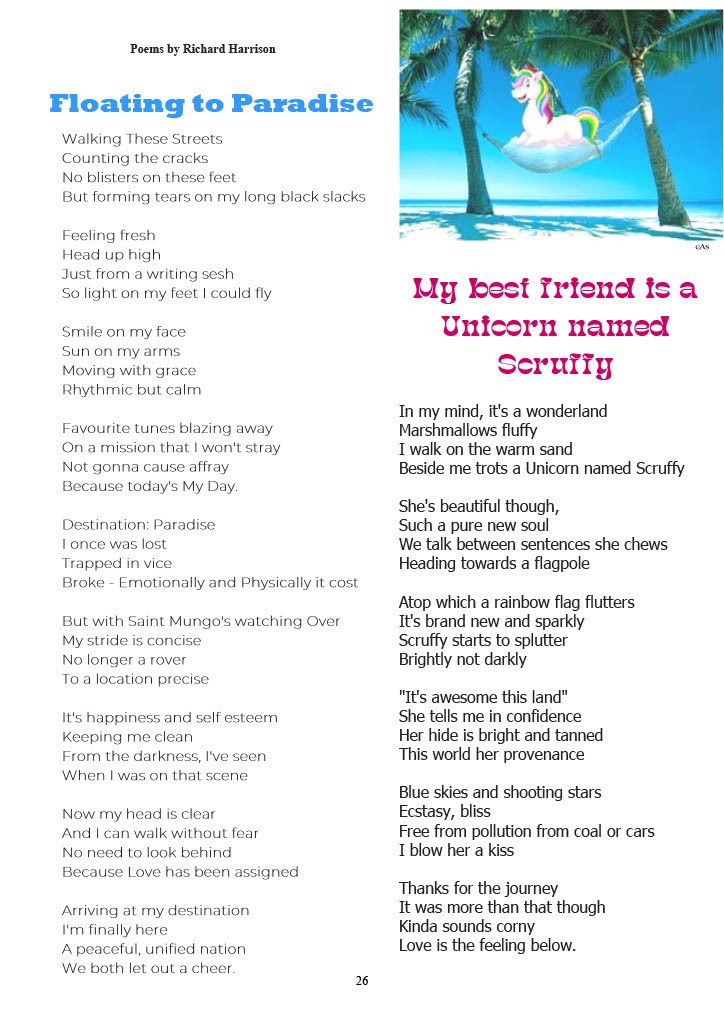 Poems by Richard Harrison
Floating to Paradise
Walking These Streets
Counting the cracks
No blisters on these feet
But forming tears on my long black slacks
Feeling fresh
Head up high
Just from a writing sesh
So light on my feet I could fly
Smile on my face
Sun on my arms
Moving with grace
Rhythmic but calm
Favourite tunes blazing away
On a mission that I won't stray
Not gonna cause affray
Because today's My Day.
Destination: Paradise
I once was lost
Trapped in vice
Broke - Emotionally and Physically it cost
But with Saint Mungo's watching Over
My stride is concise
No longer a rover
To a location precise
It's happiness and self esteem
Keeping me clean
From the darkness, I've seen
When I was on that scene
Now my head is clear
And I can walk without fear
No need to look behind
Because Love has been assigned
Arriving at my destination
I'm finally here
A peaceful, unified nation
We both let out a cheer.
GAs
My best friend is a
Unicorn named
Scruffy
In my mind, it's a wonderland
Marshmallows fluffy
I walk on the warm sand
Beside me trots a Unicorn named Scruffy
She's beautiful though,
Such a pure new soul
We talk between sentences she chews
Heading towards a flagpole
Atop which a rainbow flag flutters
It's brand new and sparkly
Scruffy starts to splutter
Brightly not darkly
"It's awesome this land"
She tells me in confidence
Her hide is bright and tanned
This world her provenance
Blue skies and shooting stars
Ecstasy, bliss
Free from pollution from coal or cars
I blow her a kiss
Thanks for the journey
It was more than that though
Kinda sounds corny
Love is the feeling below.
26